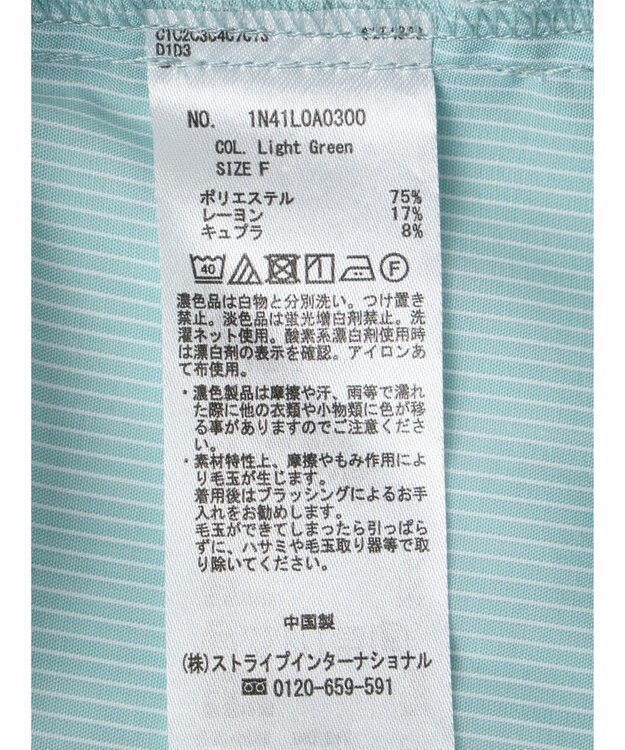 D1D3
NO. 1N41L0A0300
COL. Light Green
SIZE F
ポリエステル 75%
レーヨン 17%
キュプラ 8%
40 F
濃色品は白物と分別洗い。つけ置き
禁止。淡色品は蛍光増白剤禁止。洗
濯ネット使用。酸素系漂白剤使用時
は漂白剤の表示を確認。アイロンあ
て布使用。
・濃色製品は摩擦や汗、雨等で濡れ
た際に他の衣類や小物類に色が移
る事がありますのでご注意くださ
い。
・素材特性上、摩擦やもみ作用によ
り毛玉が生じます。
着用後はブラッシングによるお手
入れをお勧めします。
毛玉ができてしまったら引っぱら
ずに、ハサミや毛玉取り器等で取
り除いてください。
中国製
(株)ストライプインターナショナル
0120-659-591